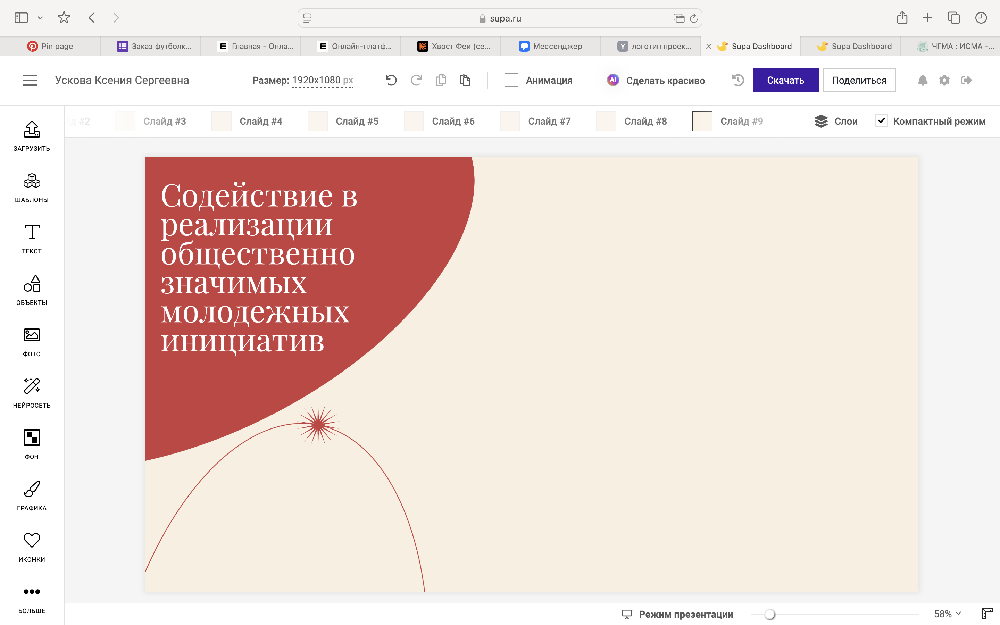 supa.ru
Pin page
Заказ футболк...
Главная - Онла...
Онлайн-платф...
Хвост Феи (се...
Мессенджер
логотип проек...
Supa Dashboard
Supa Dashboard
ЧГМА : ИСМА -...
Ускова Ксения Сергеевна
Размер: 1920x1080 px
Анимация
AI
Сделать красиво
Скачать
Поделиться
д #2
Слайд #3
Слайд #4
Слайд #5
Слайд #6
Слайд #7
Слайд #8
Слайд #9
Слои
Компактный режим
ЗАГРУЗИТЬ
ШАБЛОНЫ
ТЕКСТ
ОБЪЕКТЫ
ФОТО
НЕЙРОСЕТЬ
ФОН
ГРАФИКА
ИКОНКИ
БОЛЬШЕ
Содействие в
реализации
общественно
значимых
молодежных
инициатив
Режим презентации
58%